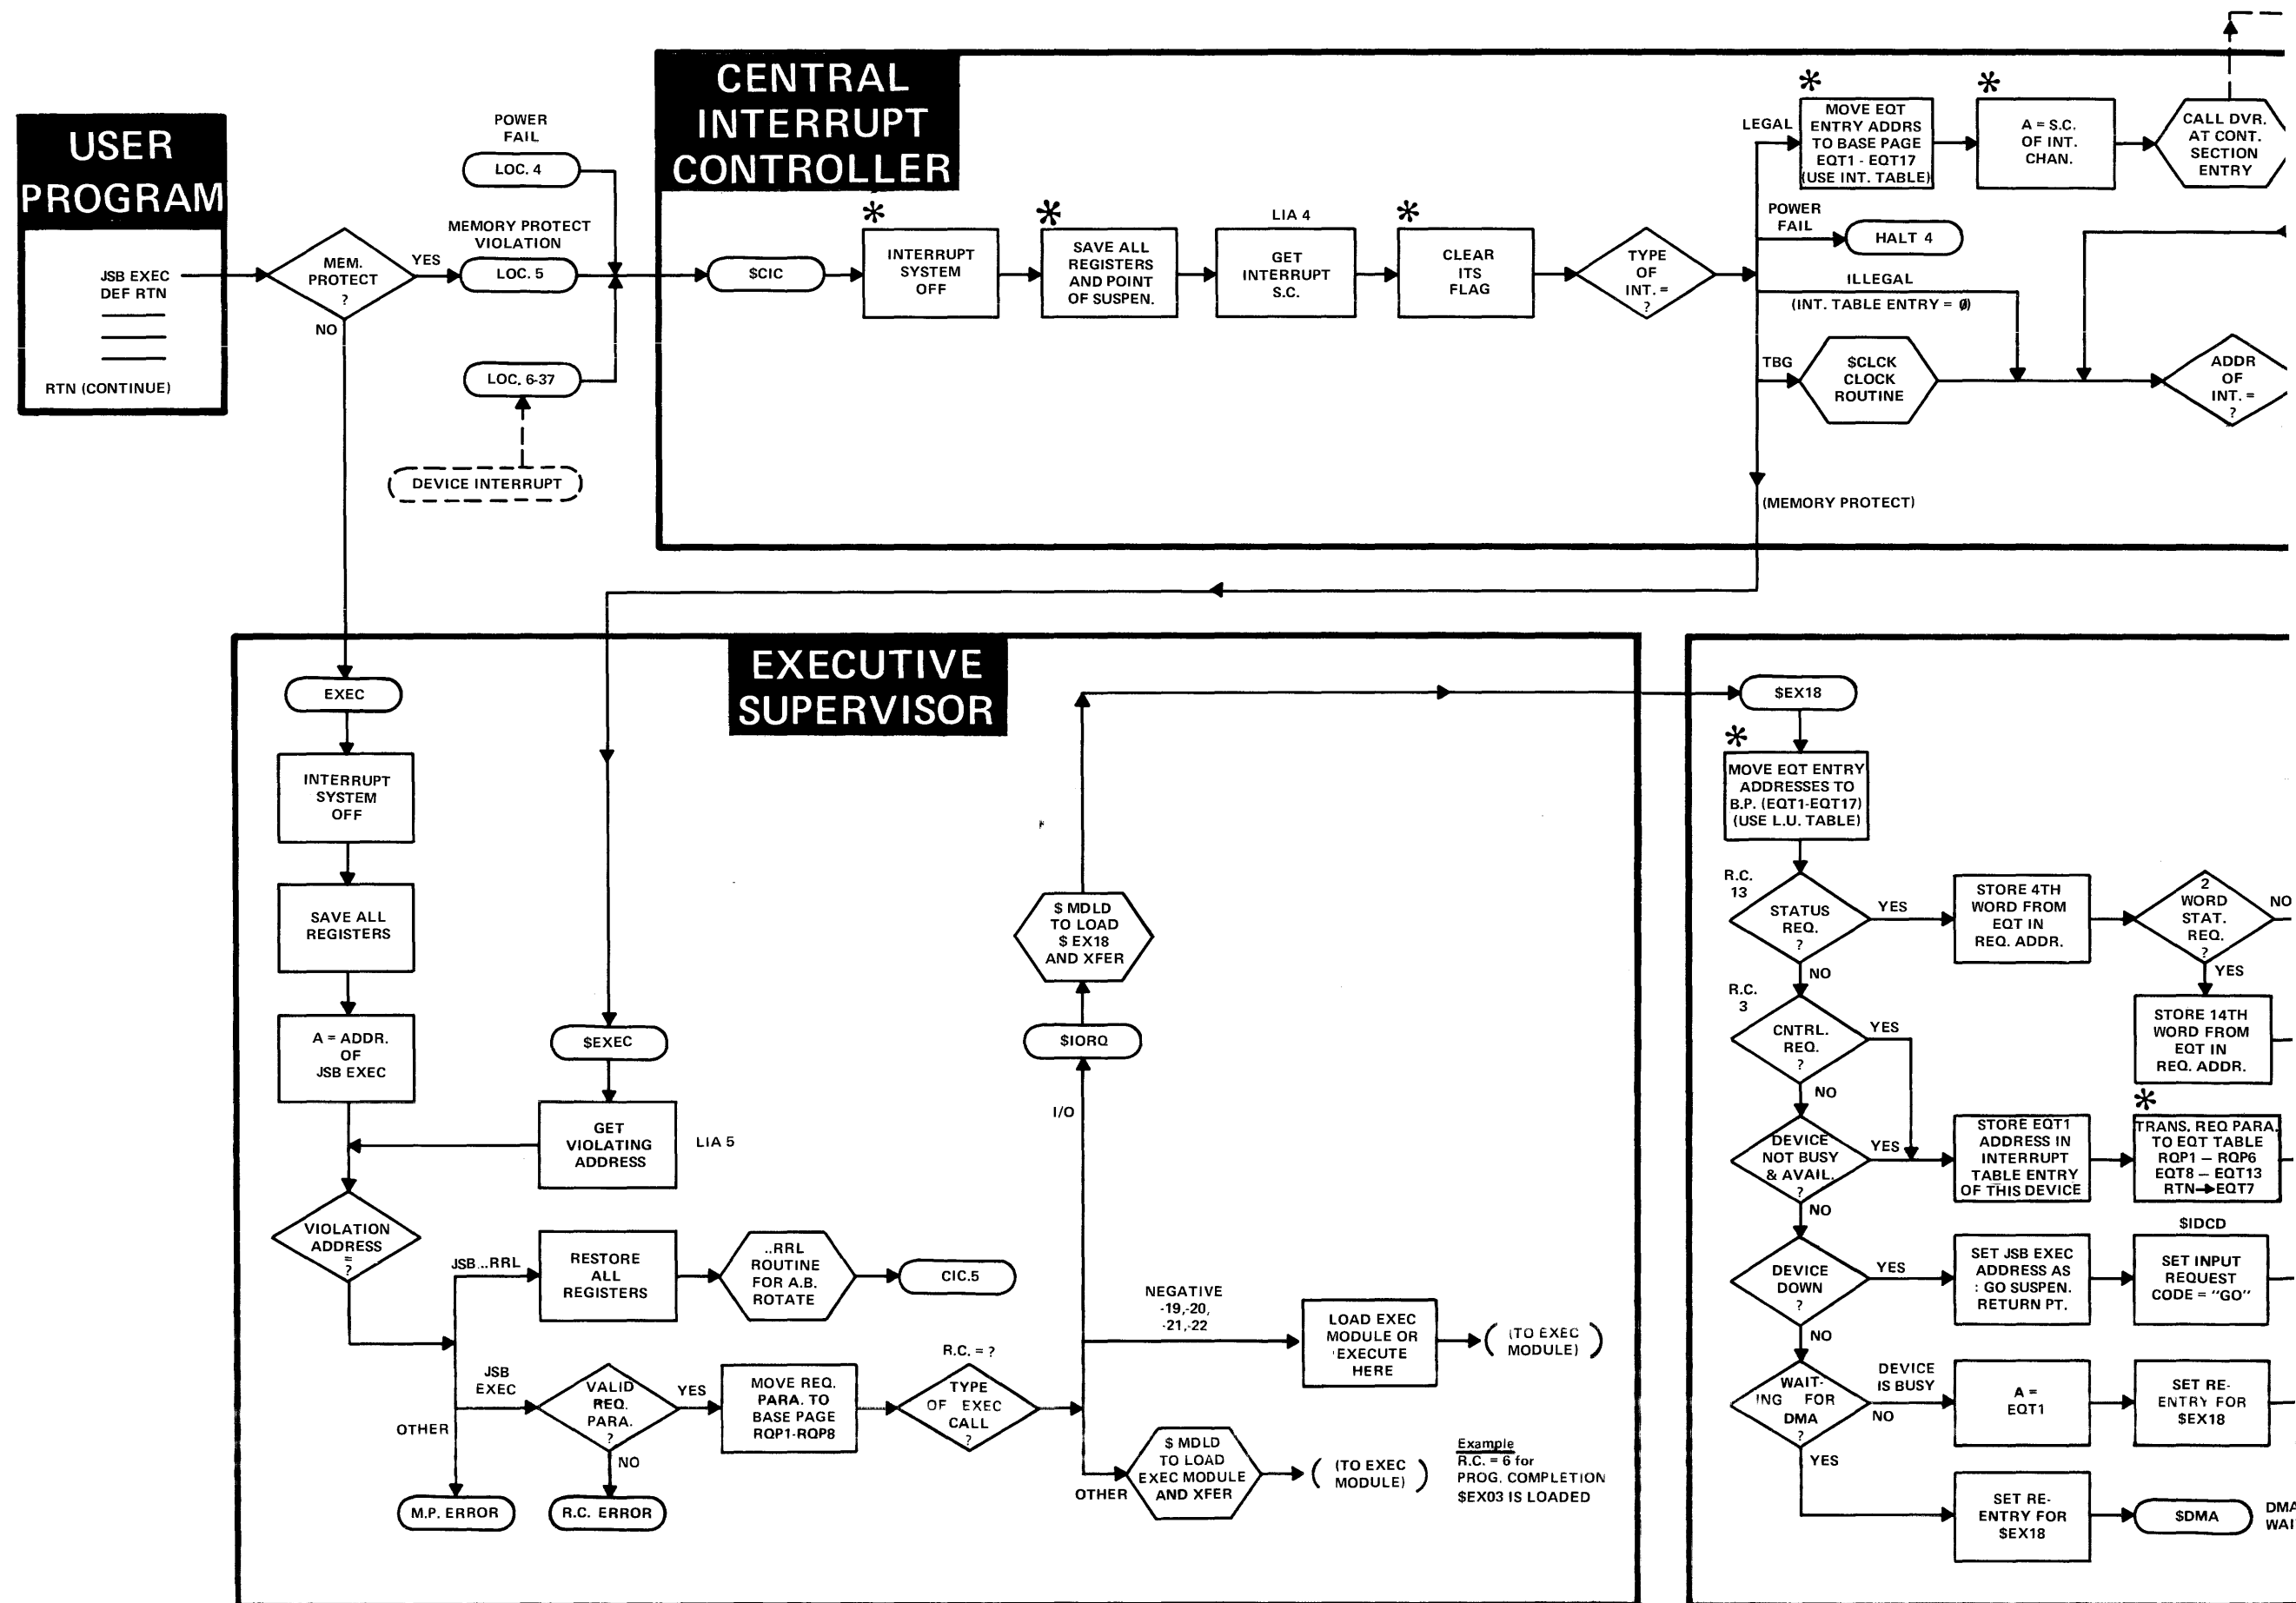 USER
PROGRAM
JSB EXEC
DEF RTN
RTN (CONTINUE)
MEM.
PROTECT
?
YES
NO
POWER
FAIL
LOC. 4
MEMORY PROTECT
VIOLATION
LOC. 5
LOC. 6-37
DEVICE INTERRUPT
CENTRAL
INTERRUPT
CONTROLLER
$CIC
*
INTERRUPT
SYSTEM
OFF
*
SAVE ALL
REGISTERS
AND POINT
OF SUSPEN.
LIA 4
GET
INTERRUPT
S.C.
*
CLEAR
ITS
FLAG
TYPE
OF
INT. =
?
LEGAL
*
MOVE EQT
ENTRY ADDRS
TO BASE PAGE
EQT1 - EQT17
(USE INT. TABLE)
*
A = S.C.
OF INT.
CHAN.
CALL DVR.
AT CONT.
SECTION
ENTRY
POWER
FAIL
HALT 4
ILLEGAL
(INT. TABLE ENTRY = Ø)
TBG
$CLCK
CLOCK
ROUTINE
ADDR
OF
INT. =
?
(MEMORY PROTECT)
EXECUTIVE
SUPERVISOR
EXEC
INTERRUPT
SYSTEM
OFF
SAVE ALL
REGISTERS
A = ADDR.
OF
JSB EXEC
$EXEC
GET
VIOLATING
ADDRESS
LIA 5
VIOLATION
ADDRESS
=
?
JSB...RRL
RESTORE
ALL
REGISTERS
..RRL
ROUTINE
FOR A.B.
ROTATE
CIC.5
JSB
EXEC
OTHER
M.P. ERROR
VALID
REQ.
PARA.
?
YES
NO
R.C. ERROR
MOVE REQ.
PARA. TO
BASE PAGE
RQP1-RQP8
R.C. = ?
TYPE
OF EXEC
CALL
?
I/O
$IORQ
$ MDLD
TO LOAD
$ EX18
AND XFER
NEGATIVE
-19,-20,
-21,-22
LOAD EXEC
MODULE OR
EXECUTE
HERE
(TO EXEC
MODULE)
OTHER
$ MDLD
TO LOAD
EXEC MODULE
AND XFER
(TO EXEC
MODULE)
Example
R.C. = 6 for
PROG. COMPLETION
$EX03 IS LOADED
$EX18
*
MOVE EQT ENTRY
ADDRESSES TO
B.P. (EQT1-EQT17)
(USE L.U. TABLE)
R.C.
13
STATUS
REQ.
?
YES
NO
STORE 4TH
WORD FROM
EQT IN
REQ. ADDR.
2
WORD
STAT.
REQ.
?
NO
YES
STORE 14TH
WORD FROM
EQT IN
REQ. ADDR.
R.C.
3
CNTRL.
REQ.
?
YES
NO
DEVICE
NOT BUSY
& AVAIL.
?
YES
NO
STORE EQT1
ADDRESS IN
INTERRUPT
TABLE ENTRY
OF THIS DEVICE
*
TRANS. REQ PARA.
TO EQT TABLE
RQP1 – RQP6
EQT8 – EQT13
RTN→EQT7
DEVICE
DOWN
?
YES
NO
SET JSB EXEC
ADDRESS AS
: GO SUSPEN.
RETURN PT.
$IDCD
SET INPUT
REQUEST
CODE = "GO"
WAIT-
ING FOR
DMA
?
DEVICE
IS BUSY
NO
YES
A =
EQT1
SET RE-
ENTRY FOR
$EX18
SET RE-
ENTRY FOR
$EX18
$DMA
DMA